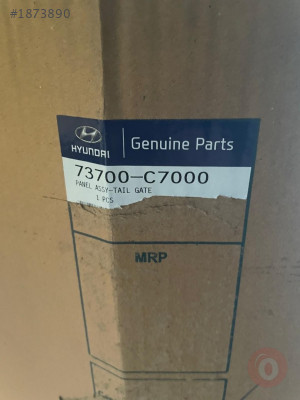 #1873890
HYUNDAI
Genuine Parts
73700-C7000
PANEL ASSY-TAIL GATE
1 PCS
MRP